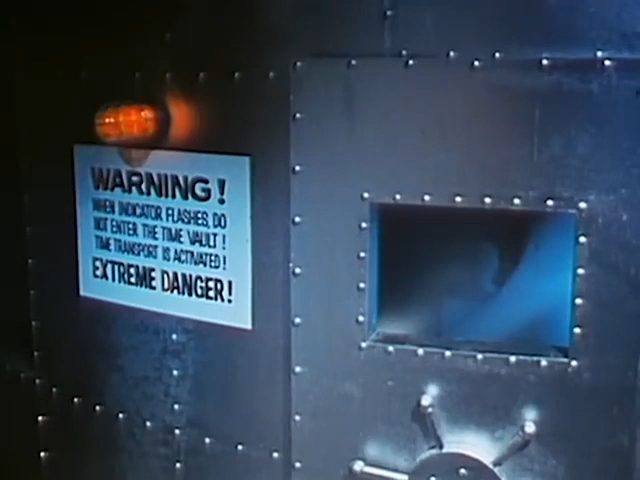 WARNING!
WHEN INDICATOR FLASHES, DO
NOT ENTER THE TIME VAULT!
TIME TRANSPORT IS ACTIVATED!
EXTREME DANGER!